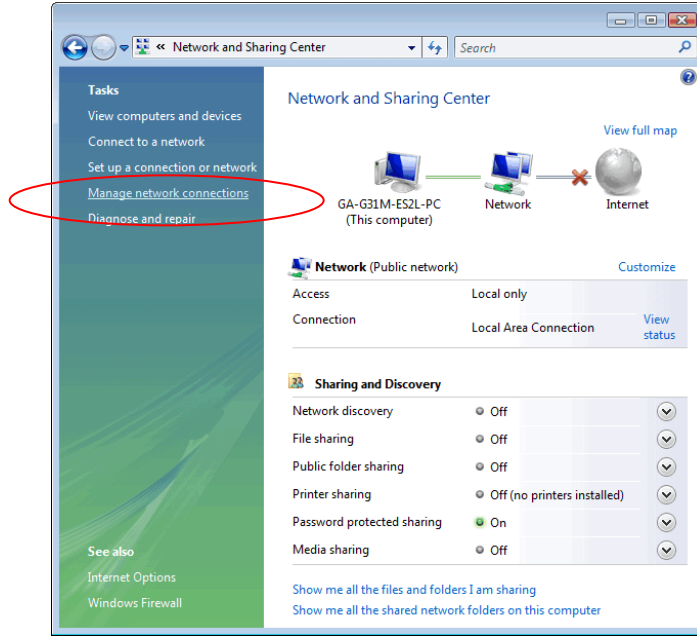 « Network and Sharing Center
Search
Tasks
View computers and devices
Connect to a network
Set up a connection or network
Manage network connections
Diagnose and repair
See also
Internet Options
Windows Firewall
Network and Sharing Center
View full map
GA-G31M-ES2L-PC
(This computer)
Network
Internet
Network (Public network)
Customize
Access Local only
Connection Local Area Connection View status
Sharing and Discovery
Network discovery Off
File sharing Off
Public folder sharing Off
Printer sharing Off (no printers installed)
Password protected sharing On
Media sharing Off
Show me all the files and folders I am sharing
Show me all the shared network folders on this computer